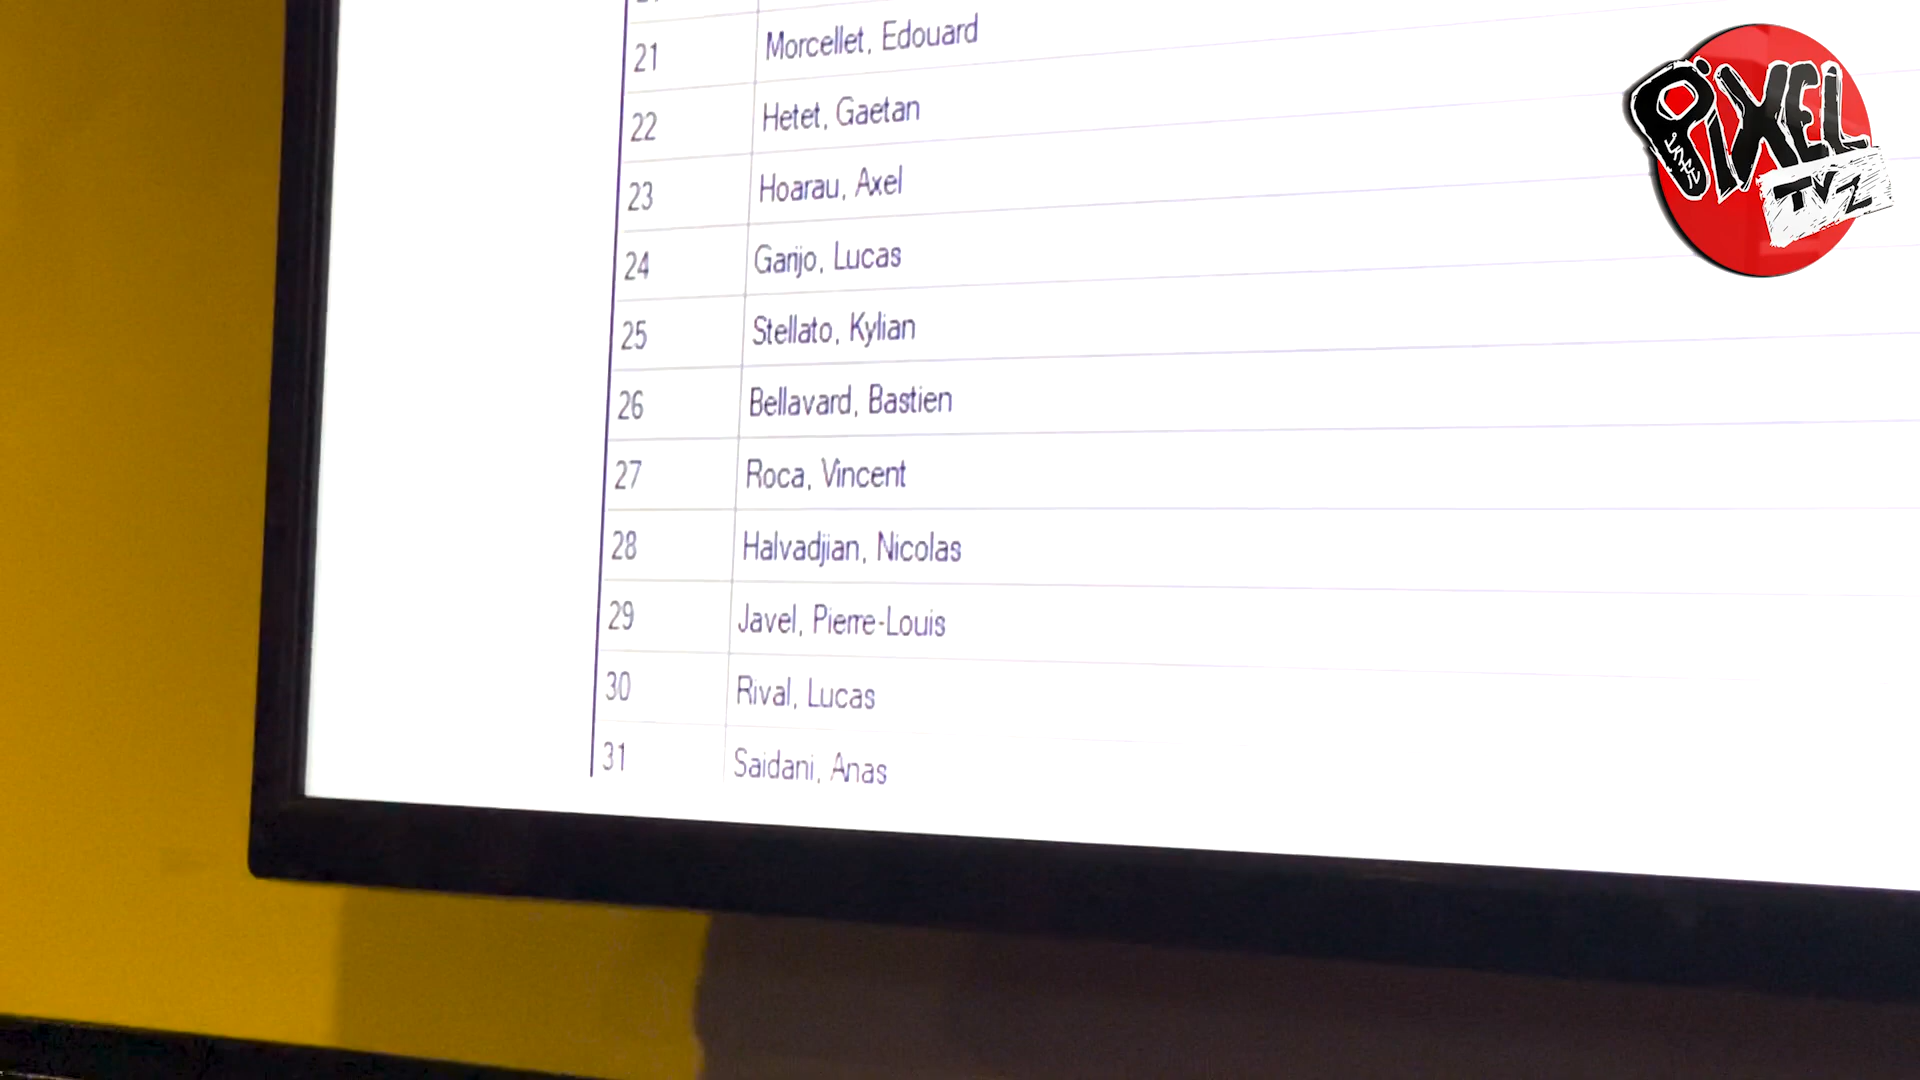 21 Morcellet, Edouard
22 Hetet, Gaetan
23 Hoarau, Axel
24 Garijo, Lucas
25 Stellato, Kylian
26 Bellavard, Bastien
27 Roca, Vincent
28 Halvadjian, Nicolas
29 Javel, Pierre-Louis
30 Rival, Lucas
31 Saidani, Anas
PiXEL
TVZ